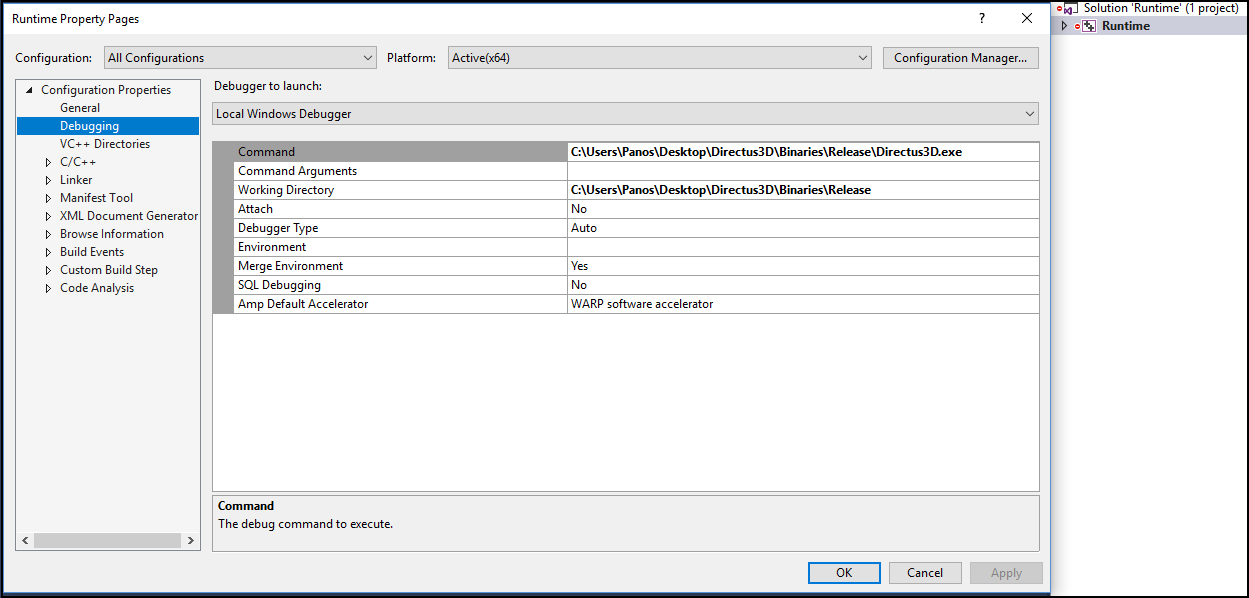 Runtime Property Pages ?
Solution 'Runtime' (1 project)
Runtime
Configuration: All Configurations Platform: Active(x64) Configuration Manager...
Configuration Properties
General
Debugging
VC++ Directories
C/C++
Linker
Manifest Tool
XML Document Generator
Browse Information
Build Events
Custom Build Step
Code Analysis
Debugger to launch:
Local Windows Debugger
Command C:\Users\Panos\Desktop\Directus3D\Binaries\Release\Directus3D.exe
Command Arguments
Working Directory C:\Users\Panos\Desktop\Directus3D\Binaries\Release
Attach No
Debugger Type Auto
Environment
Merge Environment Yes
SQL Debugging No
Amp Default Accelerator WARP software accelerator
Command
The debug command to execute.
OK Cancel Apply